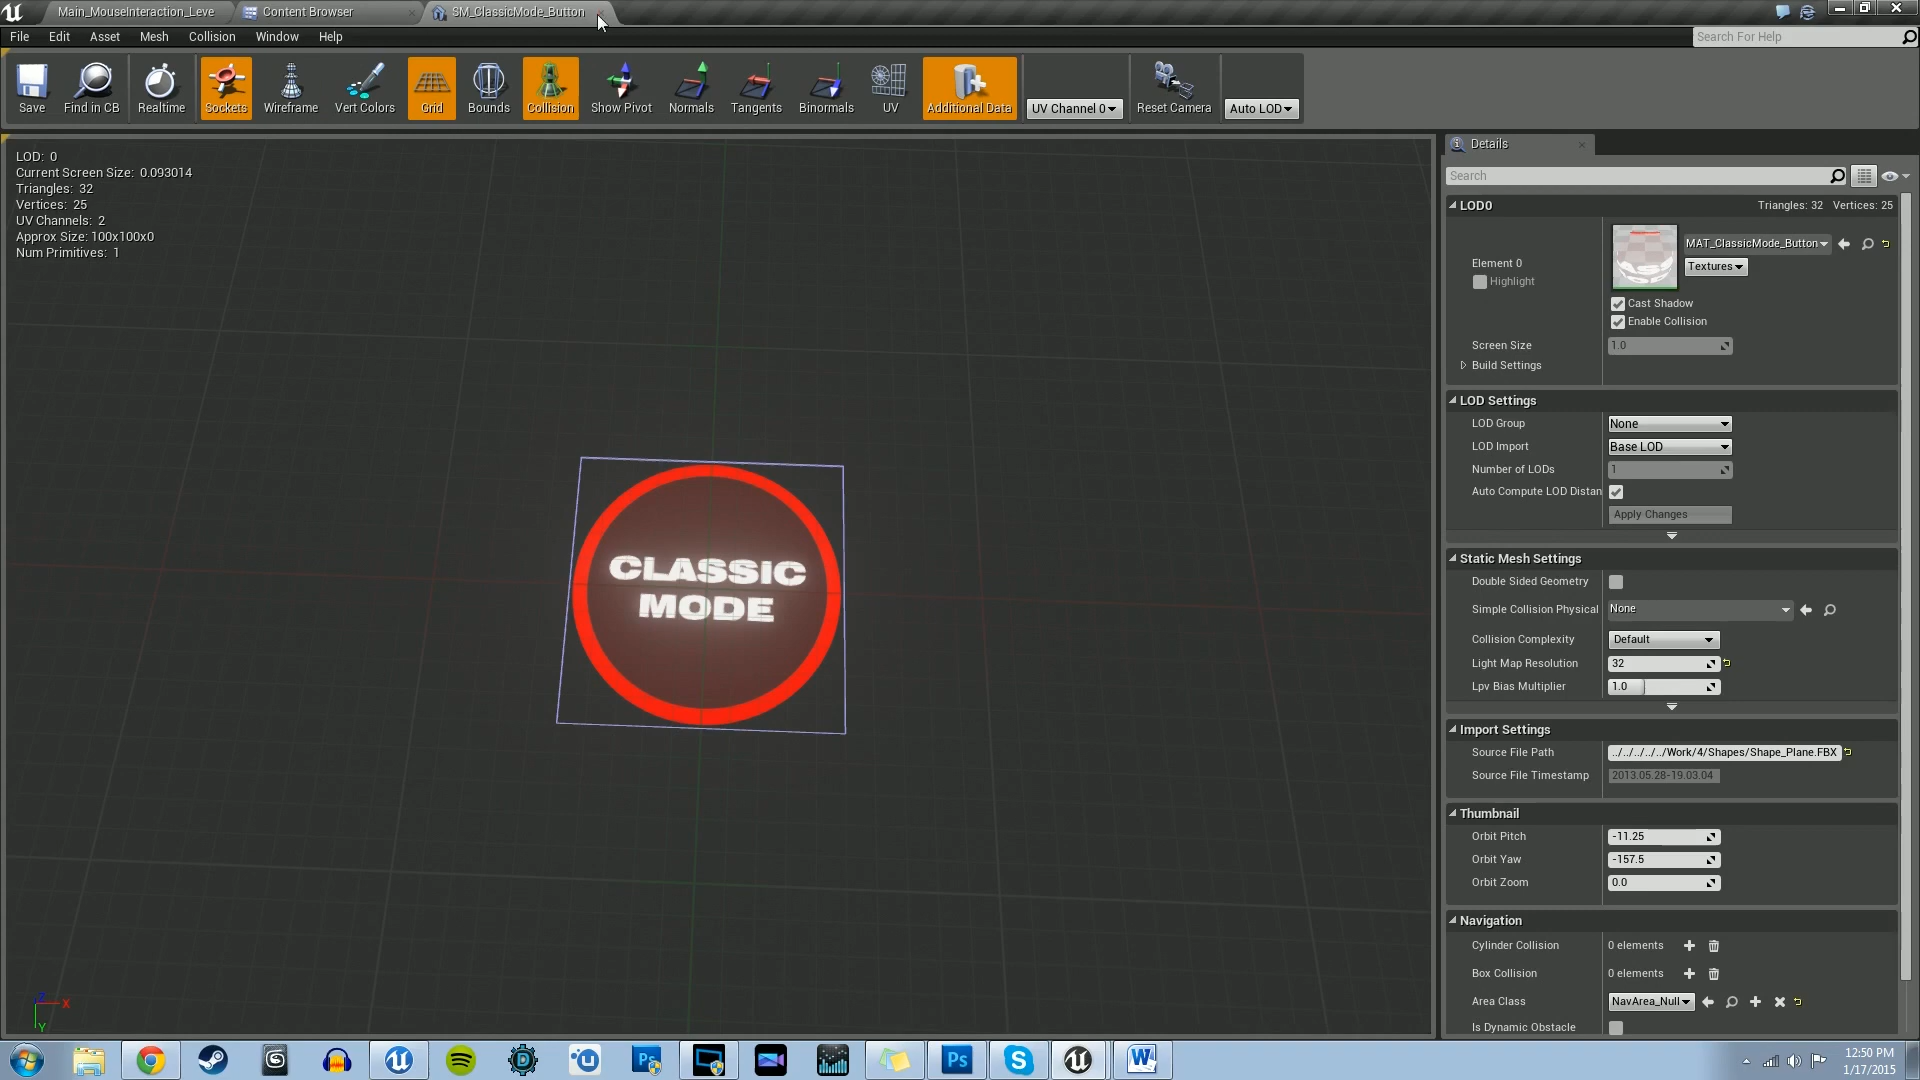 Main_MouseInteraction_Leve
Content Browser
SM_ClassicMode_Button
File Edit Asset Mesh Collision Window Help
Search For Help
Save
Find in CB
Realtime
Sockets
Wireframe
Vert Colors
Grid
Bounds
Collision
Show Pivot
Normals
Tangents
Binormals
UV
Additional Data
UV Channel 0
Reset Camera
Auto LOD
LOD: 0
Current Screen Size: 0.093014
Triangles: 32
Vertices: 25
UV Channels: 2
Approx Size: 100x100x0
Num Primitives: 1
CLASSIC
MODE
Z
X
Y
Details
Search
LOD0 Triangles: 32 Vertices: 25
MAT_ClassicMode_Button
Element 0
Textures
Highlight
Cast Shadow
Enable Collision
Screen Size 1.0
Build Settings
LOD Settings
LOD Group None
LOD Import Base LOD
Number of LODs 1
Auto Compute LOD Distan
Apply Changes
Static Mesh Settings
Double Sided Geometry
Simple Collision Physical None
Collision Complexity Default
Light Map Resolution 32
Lpv Bias Multiplier 1.0
Import Settings
Source File Path ../../../../../Work/4/Shapes/Shape_Plane.FBX
Source File Timestamp 2013.05.28-19.03.04
Thumbnail
Orbit Pitch -11.25
Orbit Yaw -157.5
Orbit Zoom 0.0
Navigation
Cylinder Collision 0 elements
Box Collision 0 elements
Area Class NavArea_Null
Is Dynamic Obstacle
Ps
Ps
12:50 PM
1/17/2015